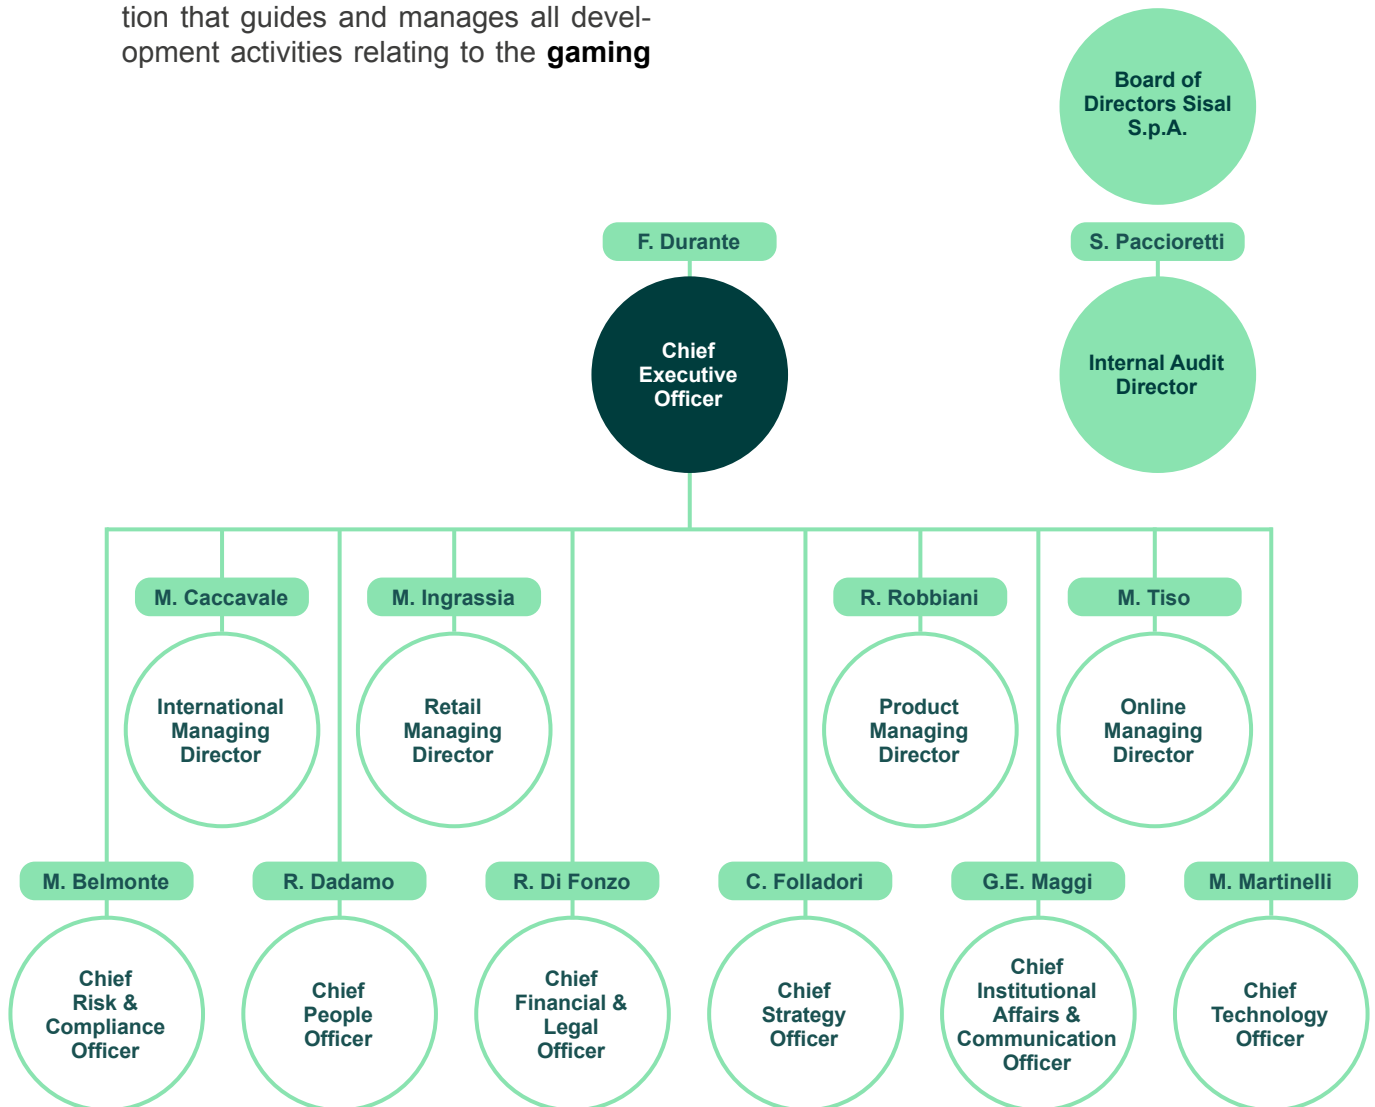 tion that guides and manages all devel-
opment activities relating to the gaming
Board of
Directors Sisal
S.p.A.
F. Durante
Chief
Executive
Officer
S. Paccioretti
Internal Audit
Director
M. Caccavale
International
Managing
Director
M. Ingrassia
Retail
Managing
Director
R. Robbiani
Product
Managing
Director
M. Tiso
Online
Managing
Director
M. Belmonte
Chief
Risk &
Compliance
Officer
R. Dadamo
Chief
People
Officer
R. Di Fonzo
Chief
Financial &
Legal
Officer
C. Folladori
Chief
Strategy
Officer
G.E. Maggi
Chief
Institutional
Affairs &
Communication
Officer
M. Martinelli
Chief
Technology
Officer